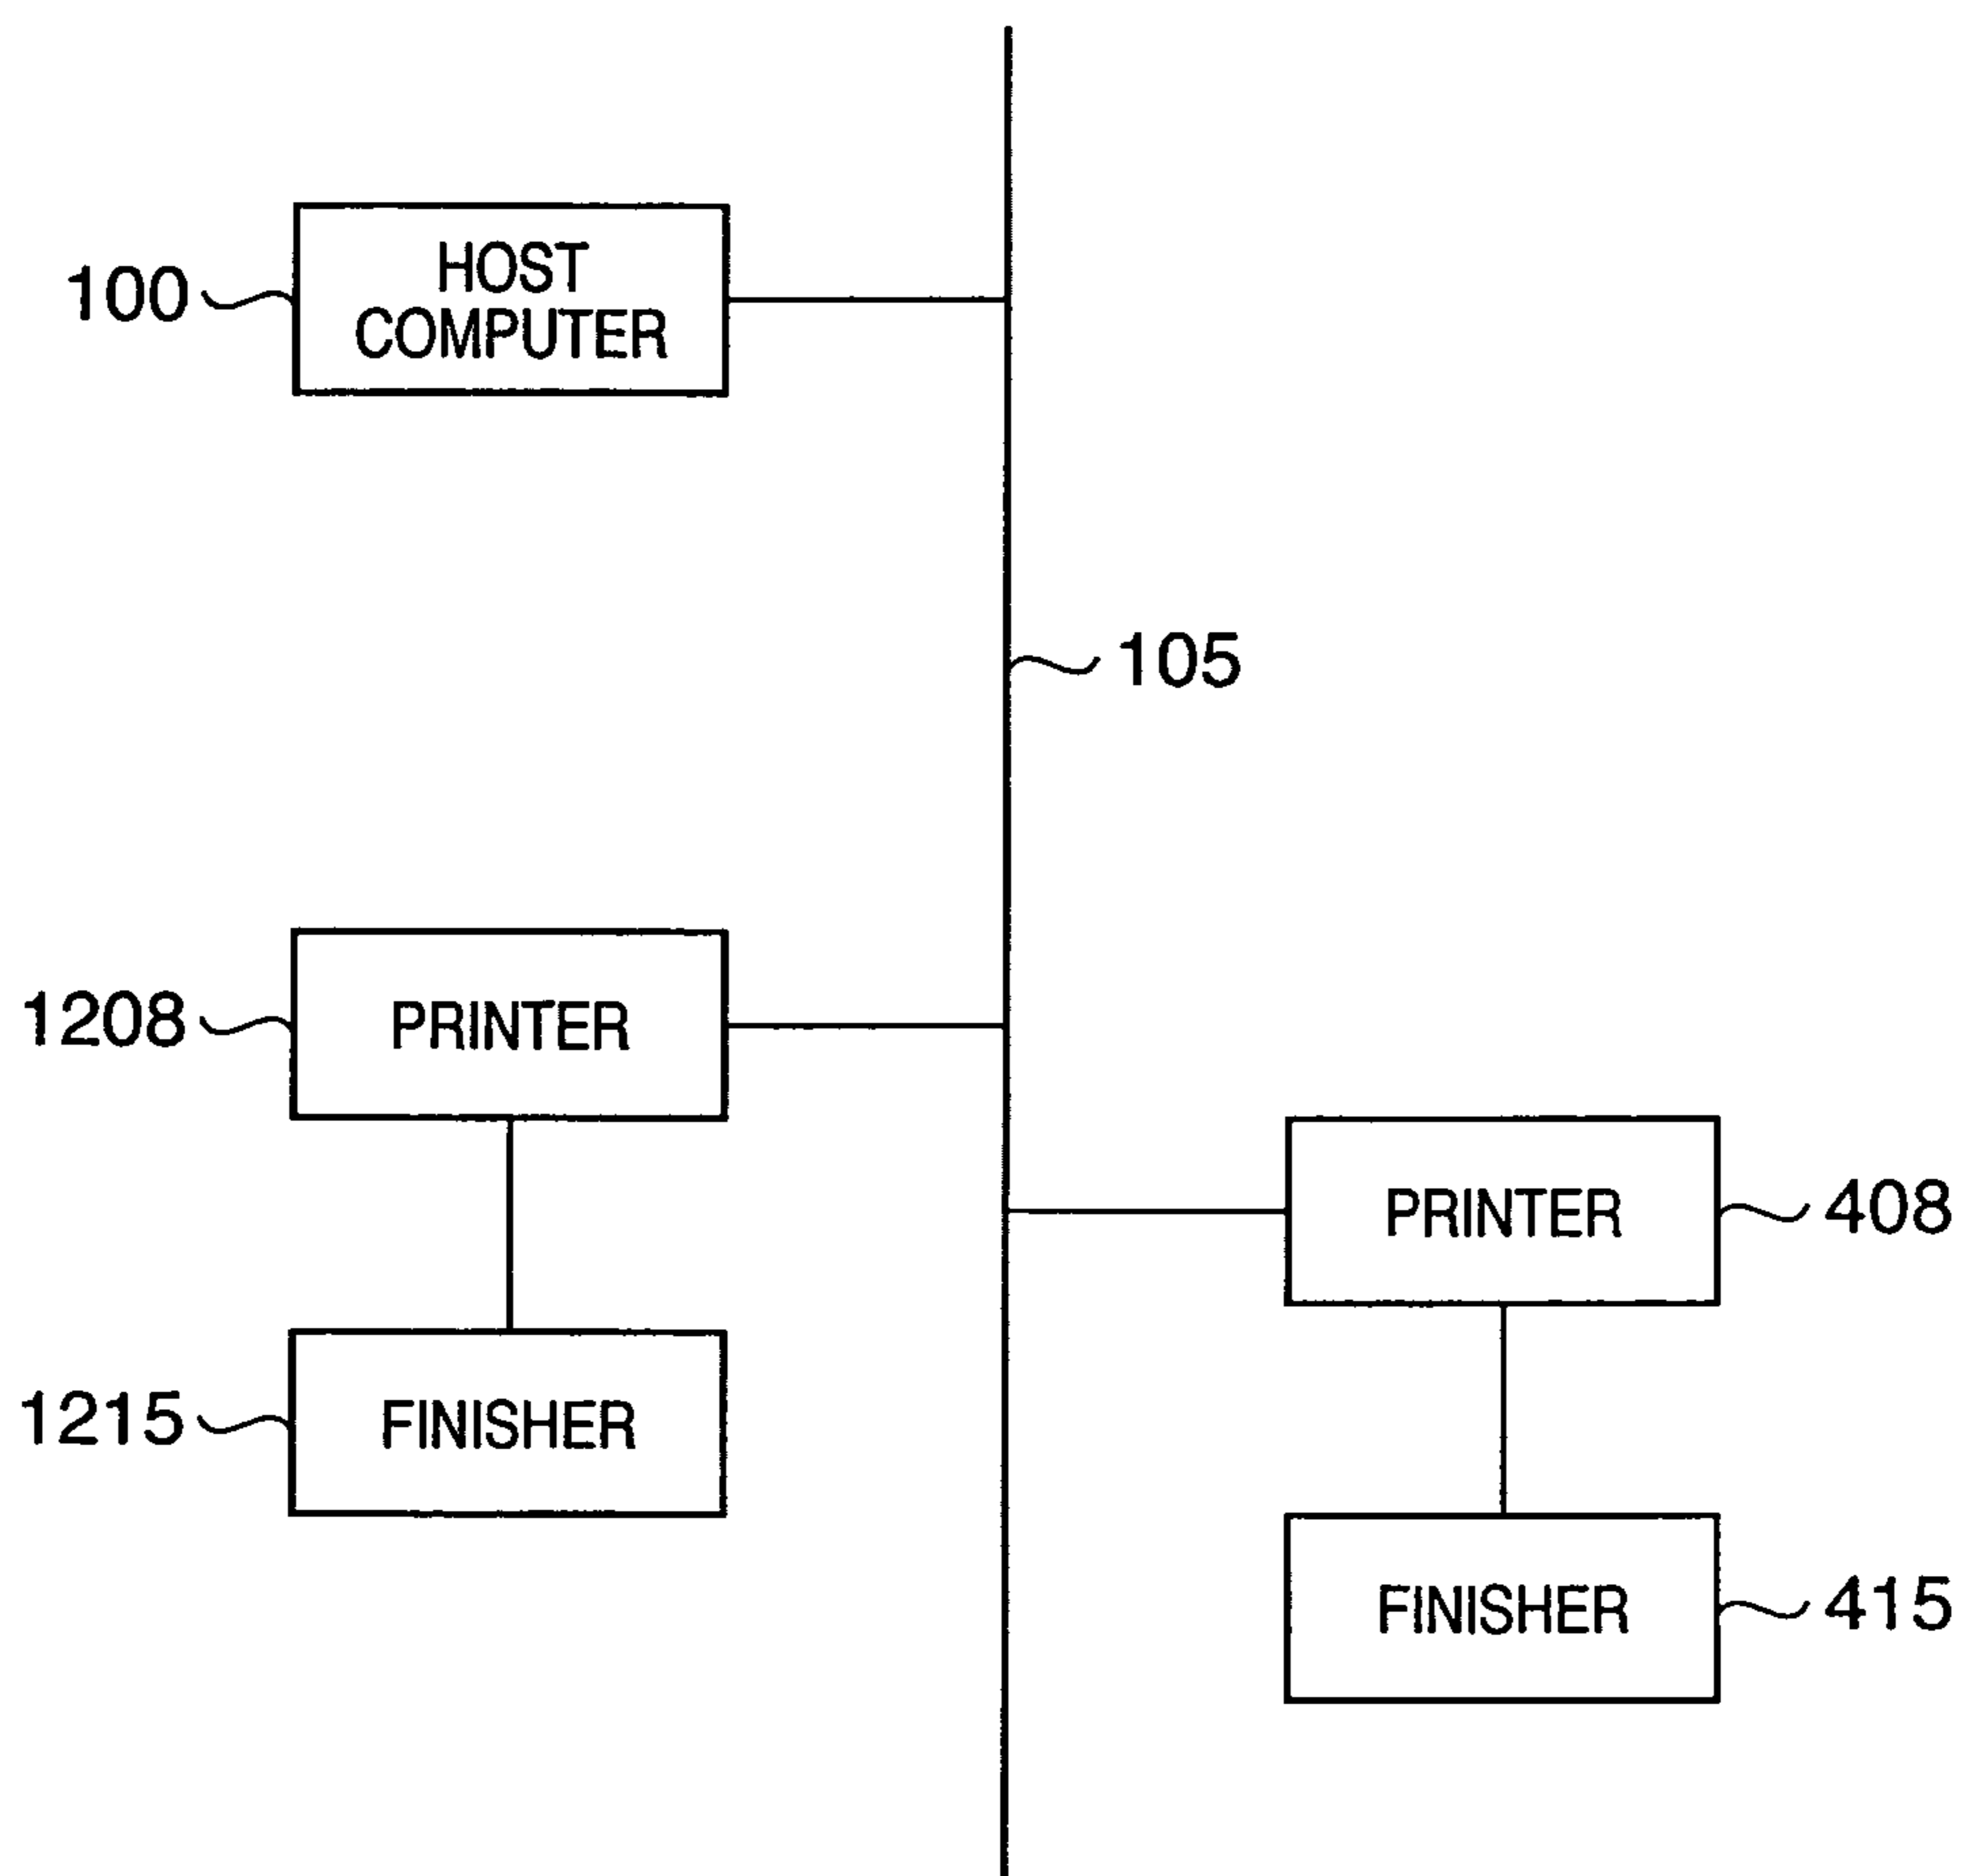 HOST
COMPUTER
100
105
1208
PRINTER
PRINTER
408
1215
FINISHER
FINISHER
415